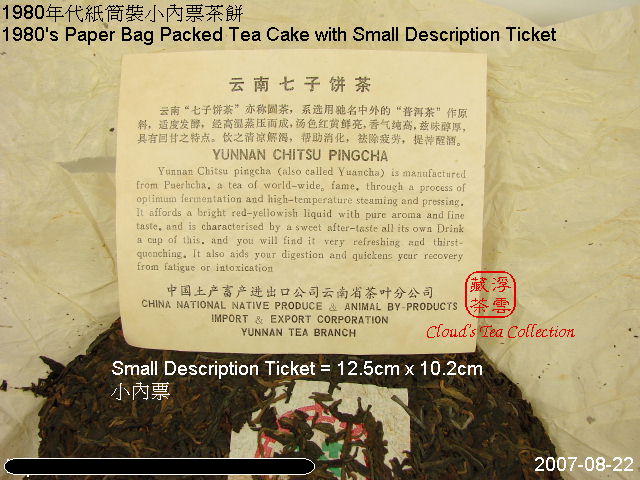 1980年代紙筒裝小內票茶餅
1980's Paper Bag Packed Tea Cake with Small Description Ticket
云南七子饼茶
云南“七子饼茶”亦称圆茶，系选用驰名中外的“普洱茶”作原
料，适度发酵，经高温蒸压而成，汤色红黄鲜亮，香气纯高，滋味醇厚，
具有回甘之特点。饮之清凉解渴，帮助消化，祛除疲劳，提神醒酒。
YUNNAN CHITSU PINGCHA
Yunnan Chitsu pingcha (also called Yuancha) is manufactured
from Puerhcha. a tea of world-wide. fame. through a process of
optimum fermentation and high-temperature steaming and pressing.
It affords a bright red-yellowish liquid with pure aroma and fine
taste. and is characterised by a sweet after-taste all its own Drink
a cup of this. and you will find it very refreshing and thirst-
quenching. It also aids your digestion and quickens your recovery
from fatigue or intoxication
中国土产畜产进出口公司云南省茶叶分公司
CHINA NATIONAL NATIVE PRODUCE & ANIMAL BY-PRODUCTS
IMPORT & EXPORT CORPORATION
YUNNAN TEA BRANCH
浮雲
藏茶
Cloud's Tea Collection
Small Description Ticket = 12.5cm x 10.2cm
小內票
2007-08-22